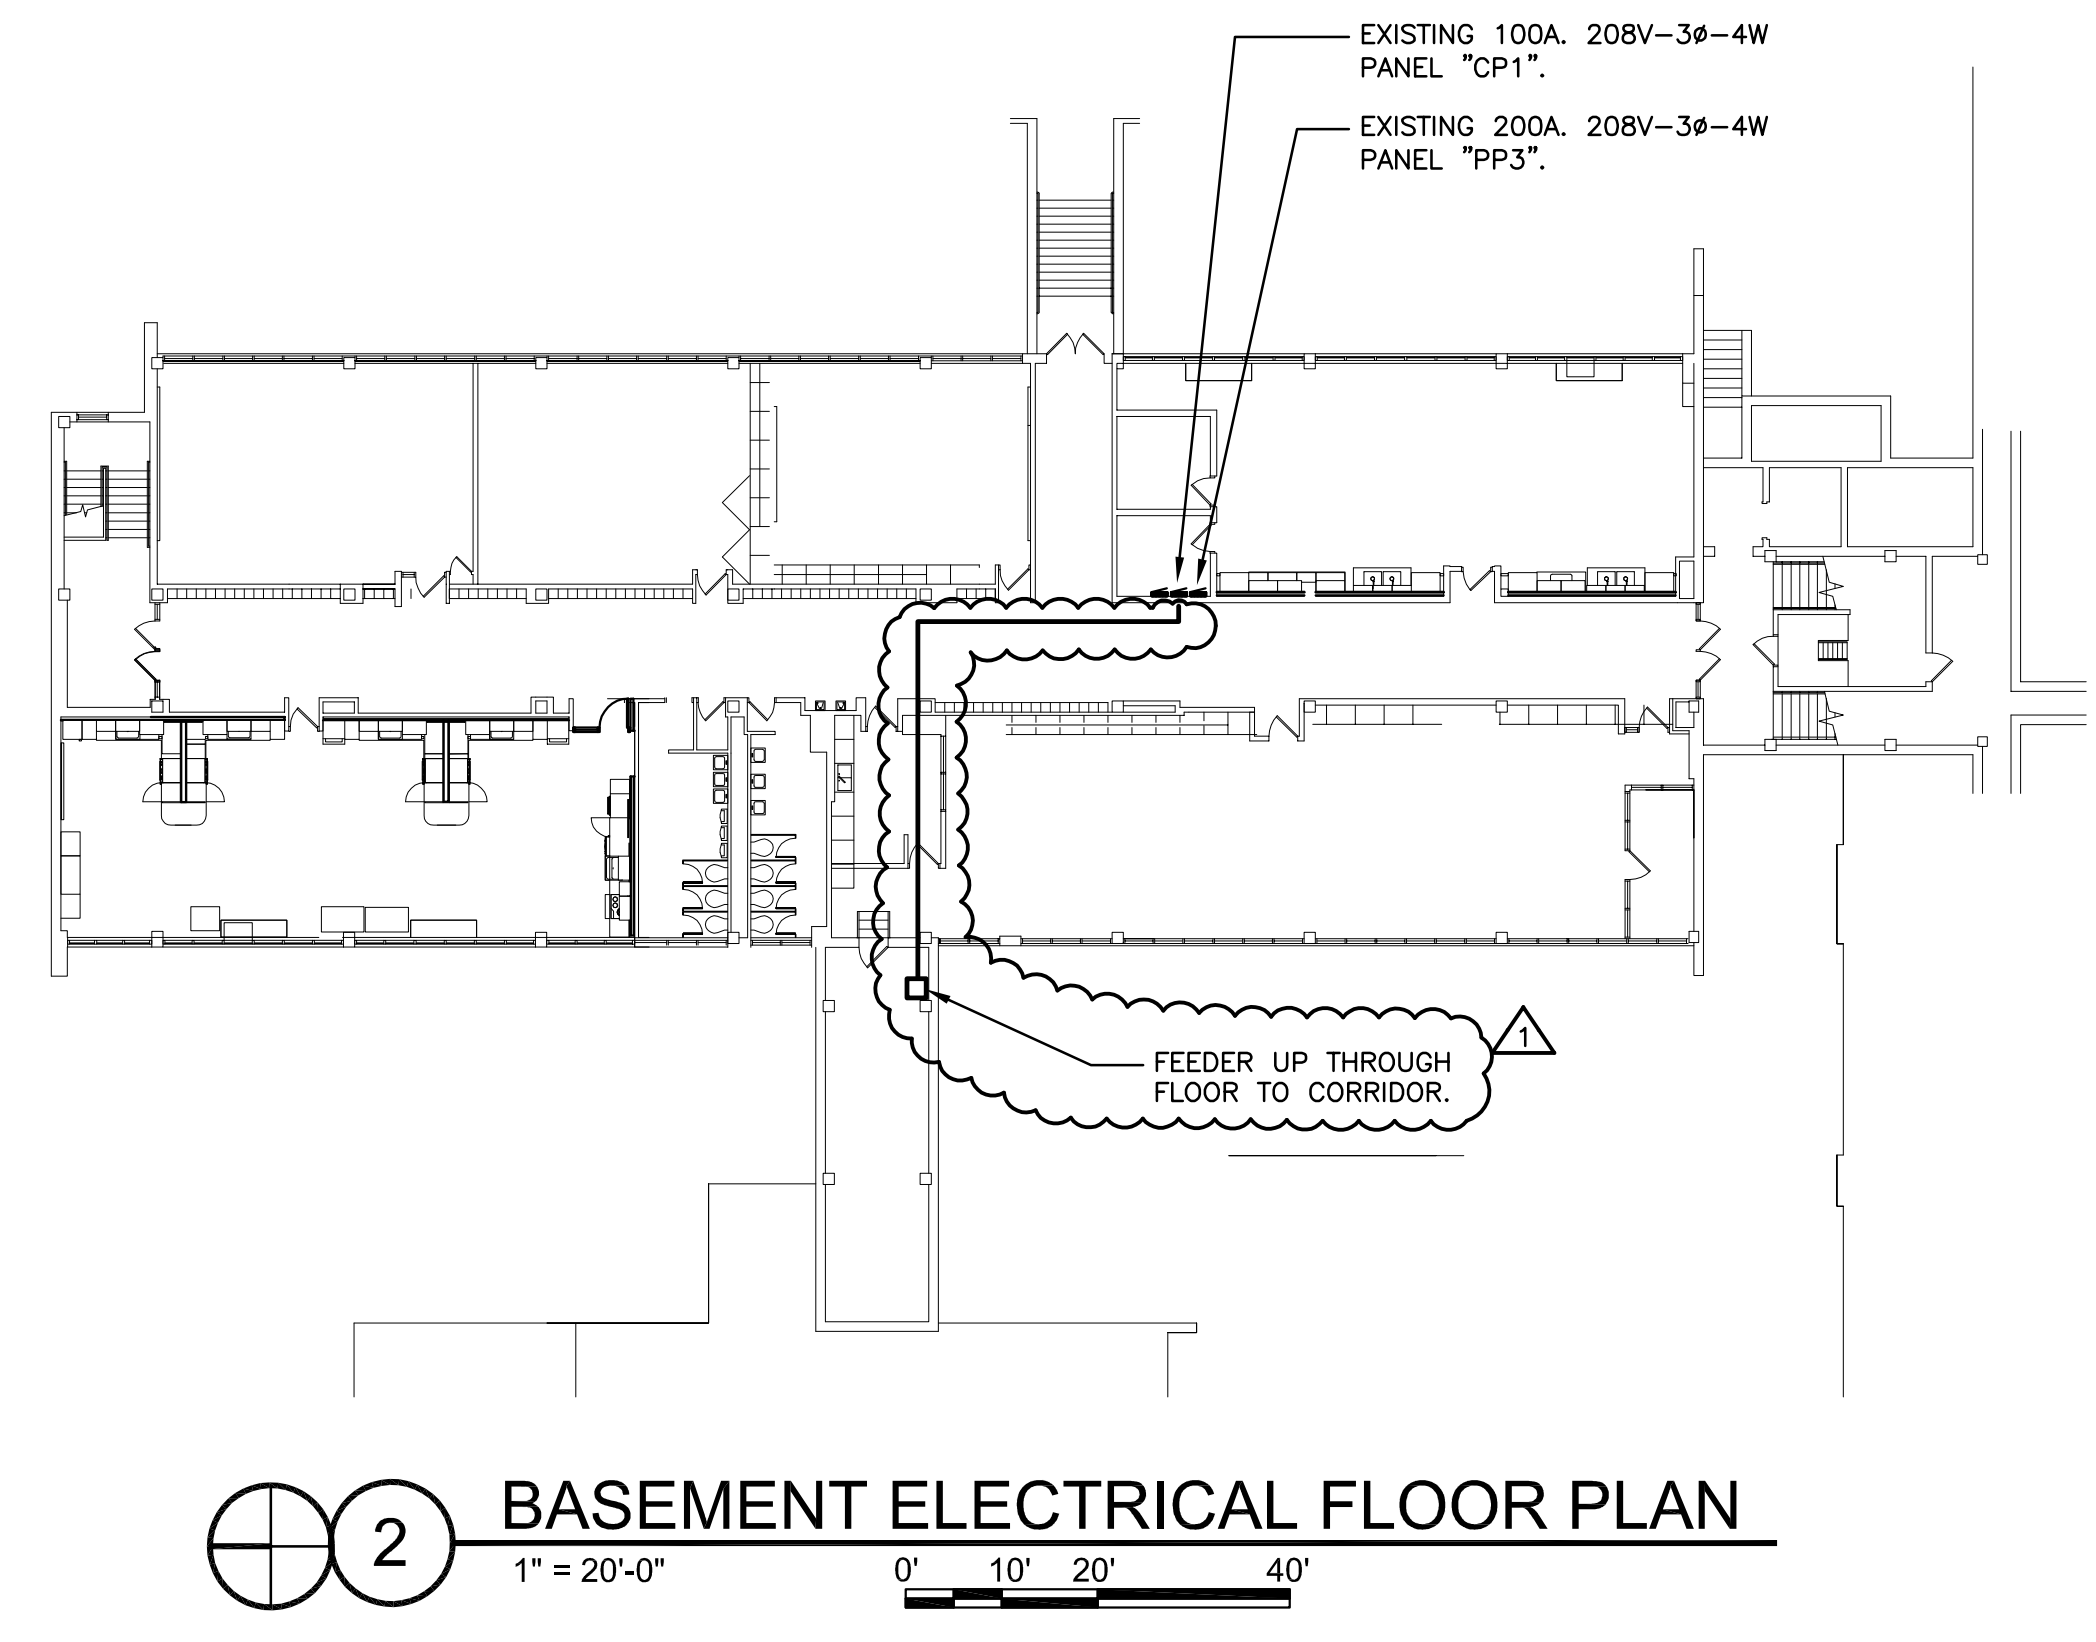 EXISTING 100A. 208V-3ø-4W
PANEL "CP1".
EXISTING 200A. 208V-3ø-4W
PANEL "PP3".
1
FEEDER UP THROUGH
FLOOR TO CORRIDOR.
2
BASEMENT ELECTRICAL FLOOR PLAN
1" = 20'-0"
0' 10' 20' 40'